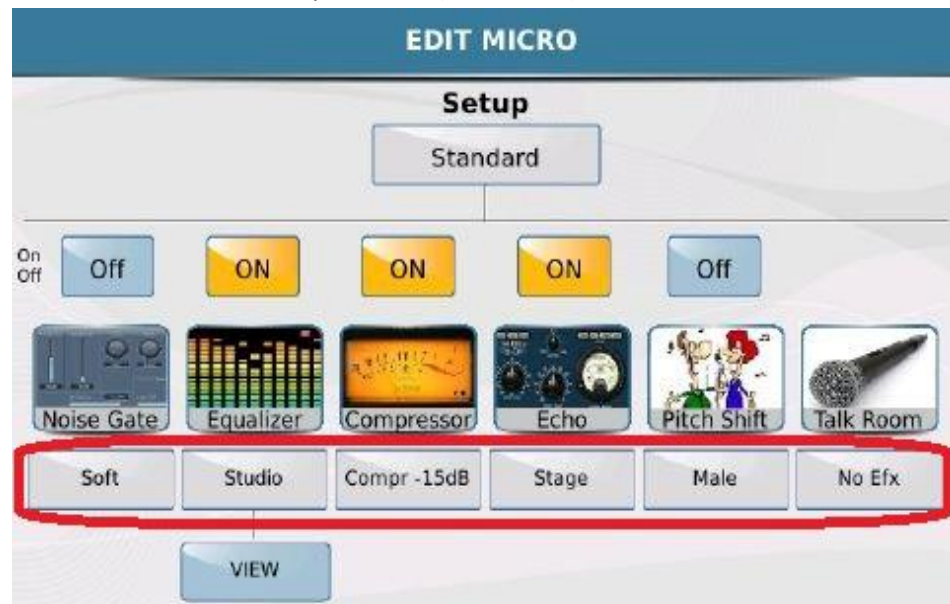 EDIT MICRO
Setup
Standard
On
Off
Off ON ON ON Off
Noise Gate Equalizer Compressor Echo Pitch Shift Talk Room
Soft Studio Compr -15dB Stage Male No Efx
VIEW